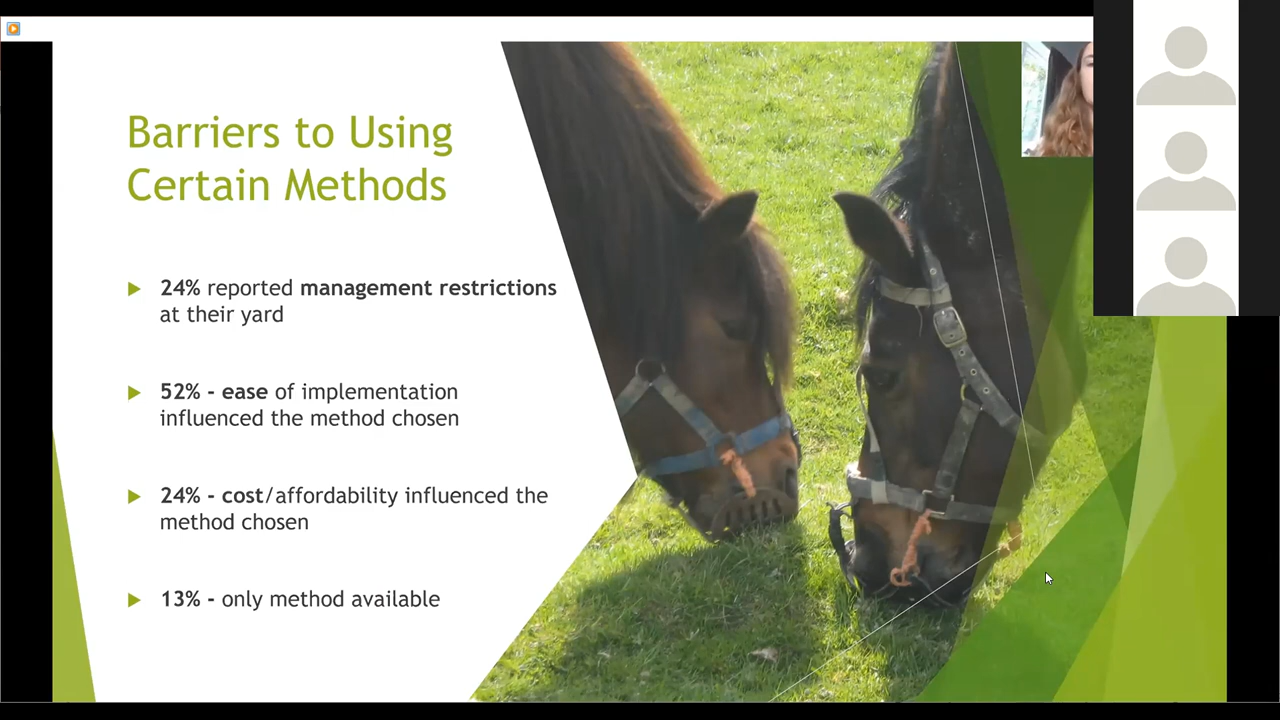 Barriers to Using
Certain Methods
24% reported management restrictions
at their yard
52% - ease of implementation
influenced the method chosen
24% - cost/affordability influenced the
method chosen
13% - only method available